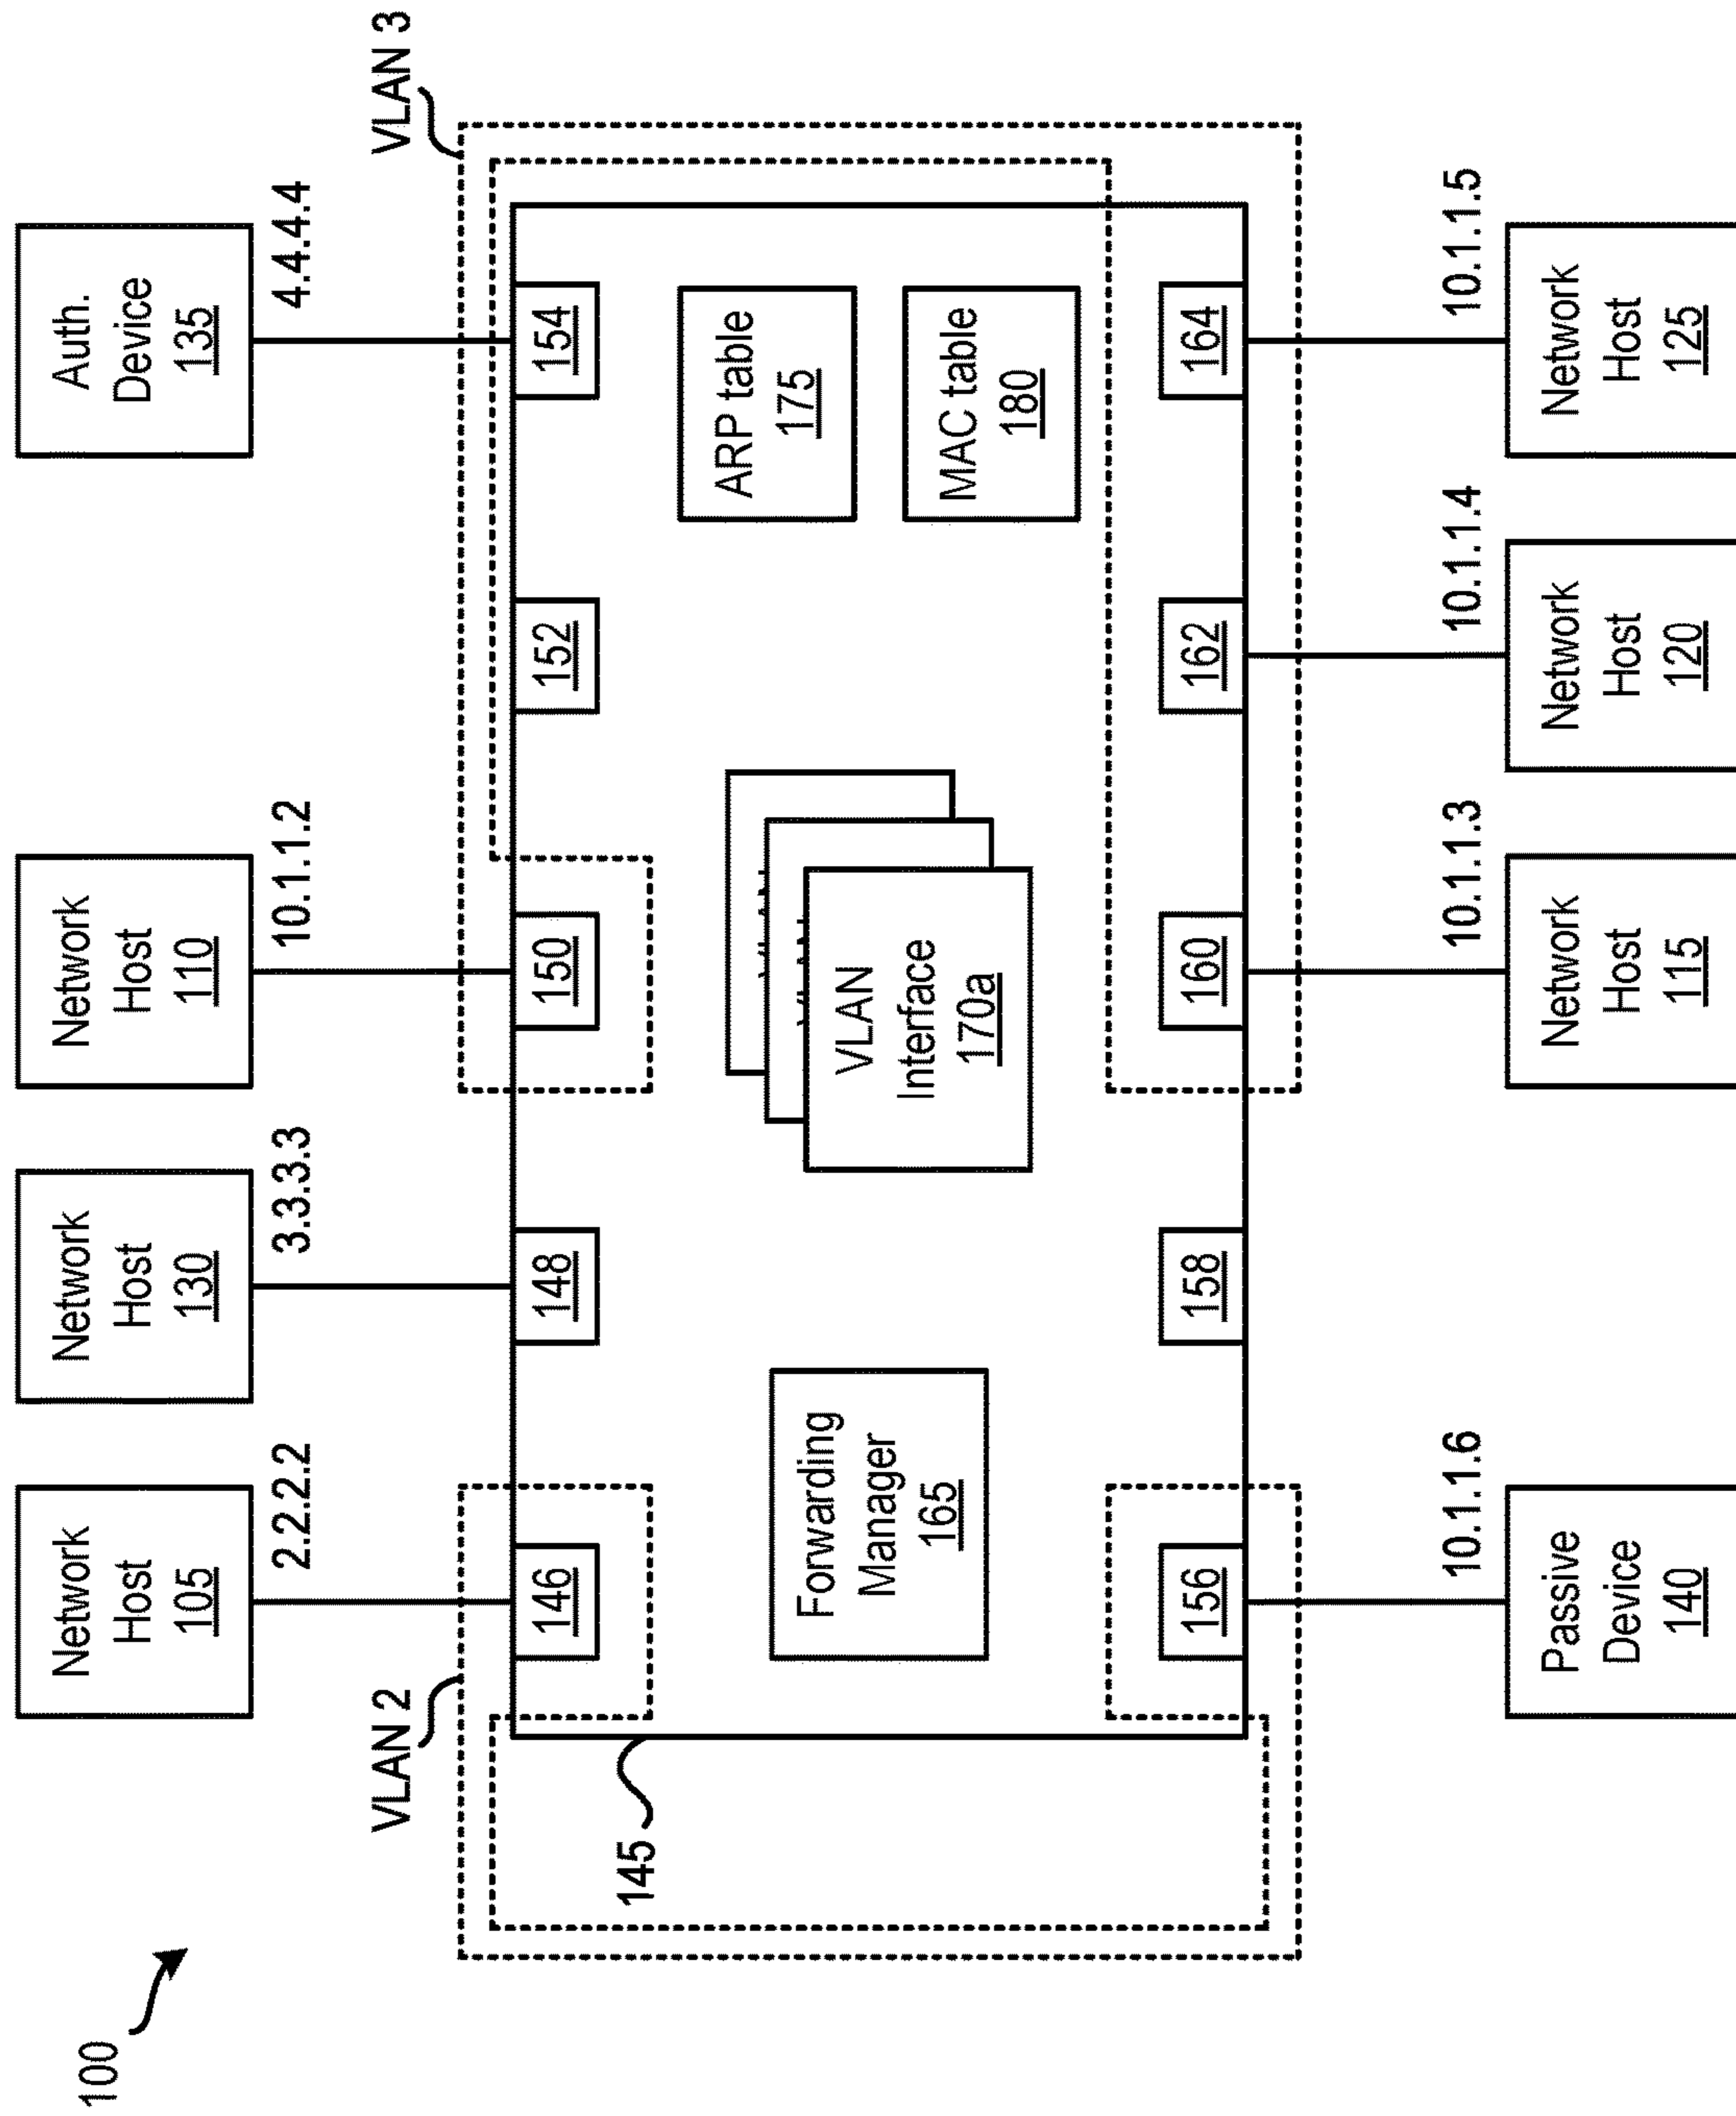 100
Network
Host
105
2.2.2.2
Network
Host
130
3.3.3.3
Network
Host
110
10.1.1.2
Auth.
Device
135
4.4.4.4
VLAN 2
VLAN 3
145
146
148
150
152
154
Forwarding
Manager
165
VLAN
Interface
170a
ARP table
175
MAC table
180
156
158
160
162
164
10.1.1.6
Passive
Device
140
10.1.1.3
Network
Host
115
10.1.1.4
Network
Host
120
10.1.1.5
Network
Host
125